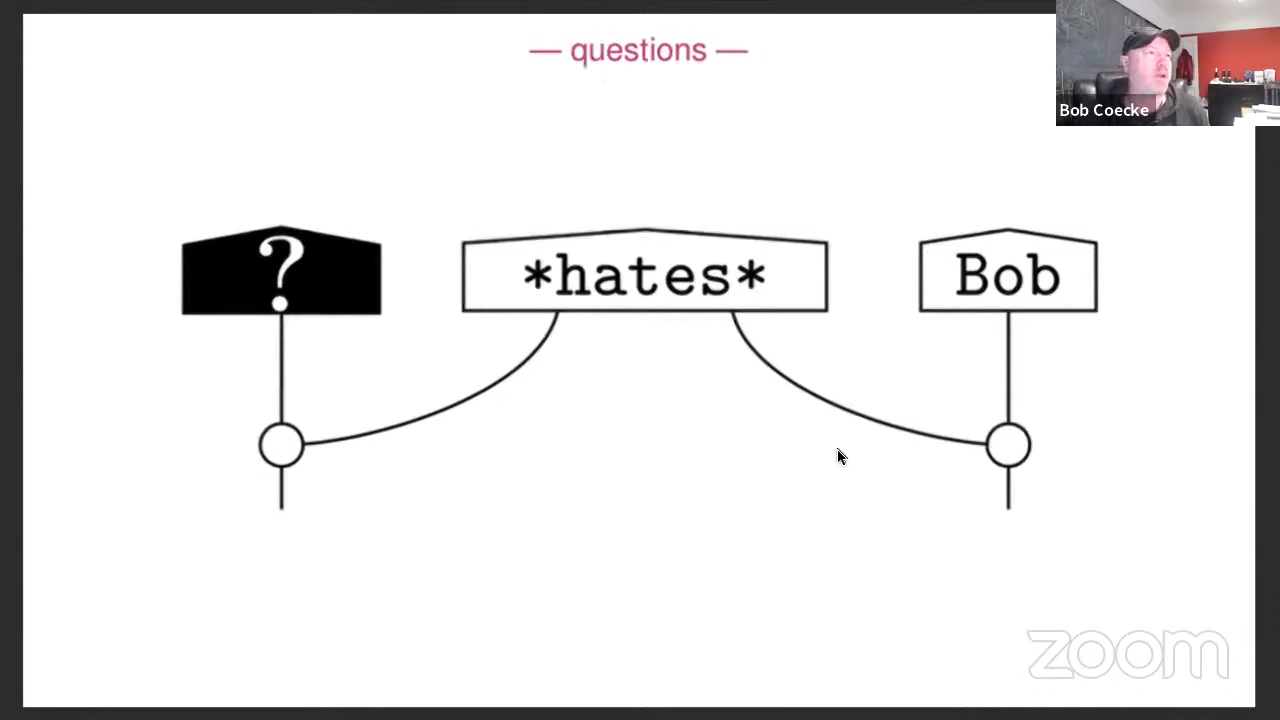 — questions —
Bob Coecke
? *hates* Bob
zoom